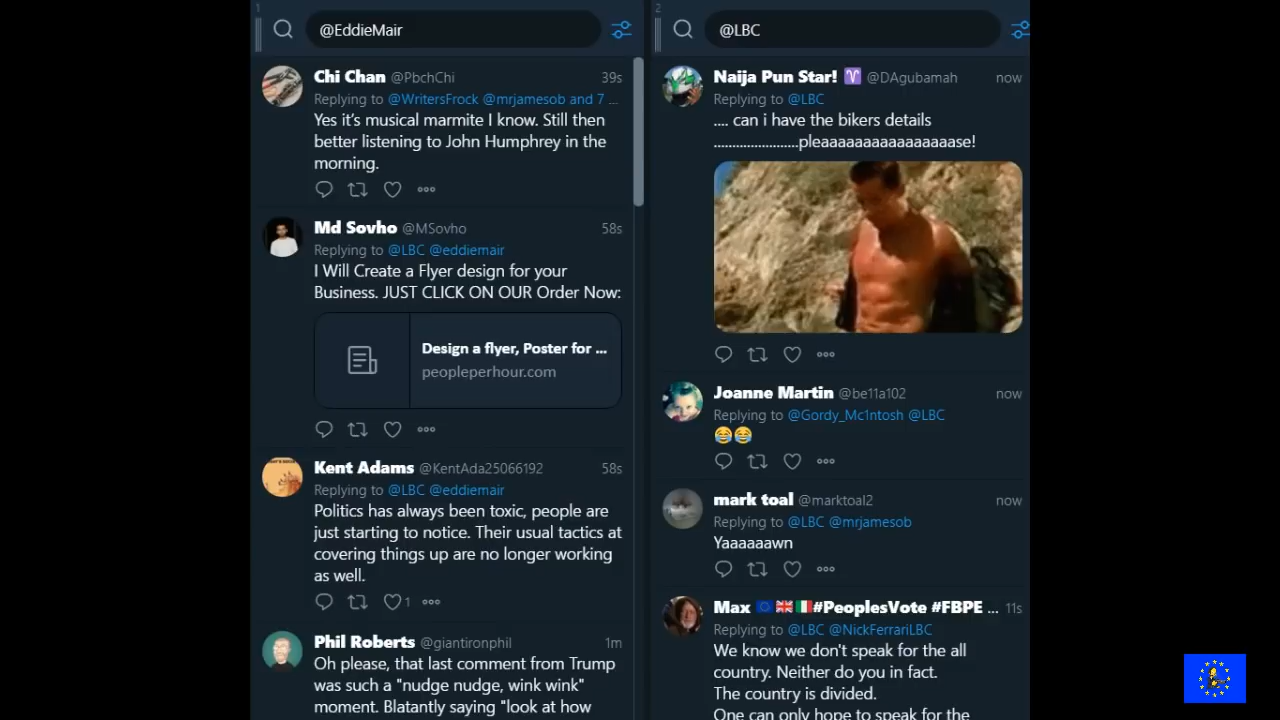 1
@EddieMair
Chi Chan @PbchChi 39s
Replying to @WritersFrock @mrjamesob and 7 ...
Yes it's musical marmite I know. Still then
better listening to John Humphrey in the
morning.
Md Sovho @MSovho 58s
Replying to @LBC @eddiemair
I Will Create a Flyer design for your
Business. JUST CLICK ON OUR Order Now:
Design a flyer, Poster for ...
peopleperhour.com
Kent Adams @KentAda25066192 58s
Replying to @LBC @eddiemair
Politics has always been toxic, people are
just starting to notice. Their usual tactics at
covering things up are no longer working
as well.
1
Phil Roberts @giantironphil 1m
Oh please, that last comment from Trump
was such a "nudge nudge, wink wink"
moment. Blatantly saying "look at how
2
@LBC
Naija Pun Star! ♈ @DAgubamah now
Replying to @LBC
.... can i have the bikers details
.......................pleaaaaaaaaaaaaaaaase!
Joanne Martin @be11a102 now
Replying to @Gordy_Mc1ntosh @LBC
😂😂
mark toal @marktoal2 now
Replying to @LBC @mrjamesob
Yaaaaaawn
Max 🇪🇺🇬🇧🇮🇹#PeoplesVote #FBPE ... 11s
Replying to @LBC @NickFerrariLBC
We know we don't speak for the all
country. Neither do you in fact.
The country is divided.
One can only hope to speak for the